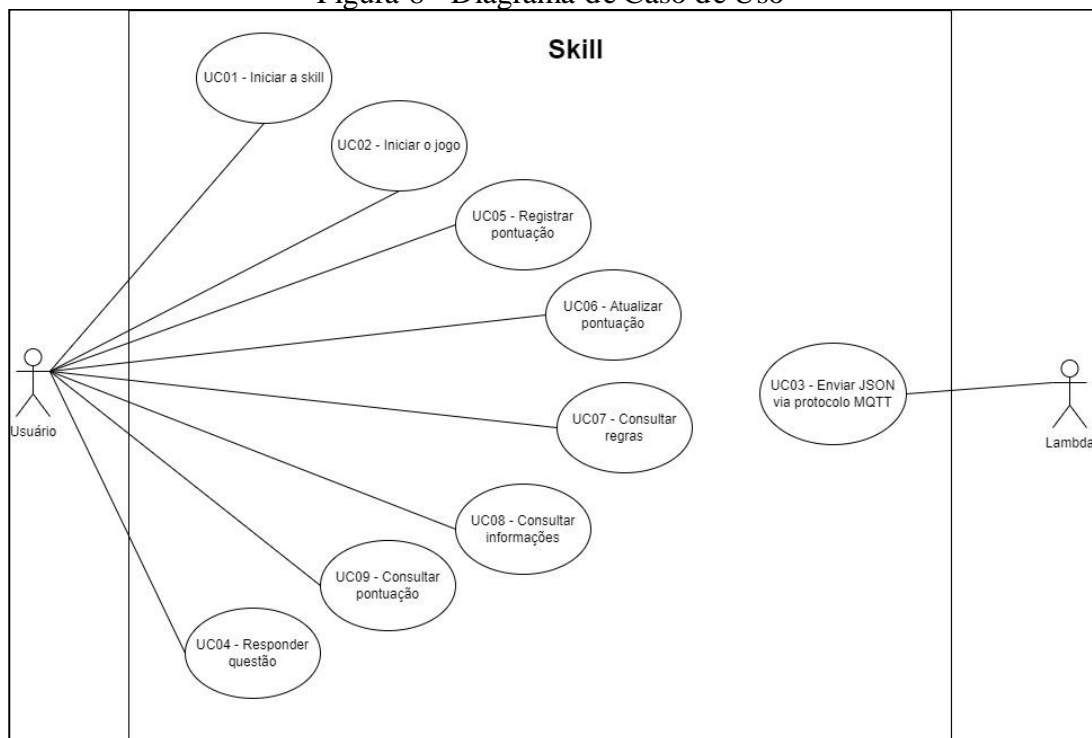 Figura 8 - Diagrama de Caso de Uso
Skill
UC01 - Iniciar a skill
UC02 - Iniciar o jogo
UC05 - Registrar
pontuação
UC06 - Atualizar
pontuação
UC03 - Enviar JSON
via protocolo MQTT
UC07 - Consultar
regras
Usuário
Lambda
UC08 - Consultar
informações
UC09 - Consultar
pontuação
UC04 - Responder
questão